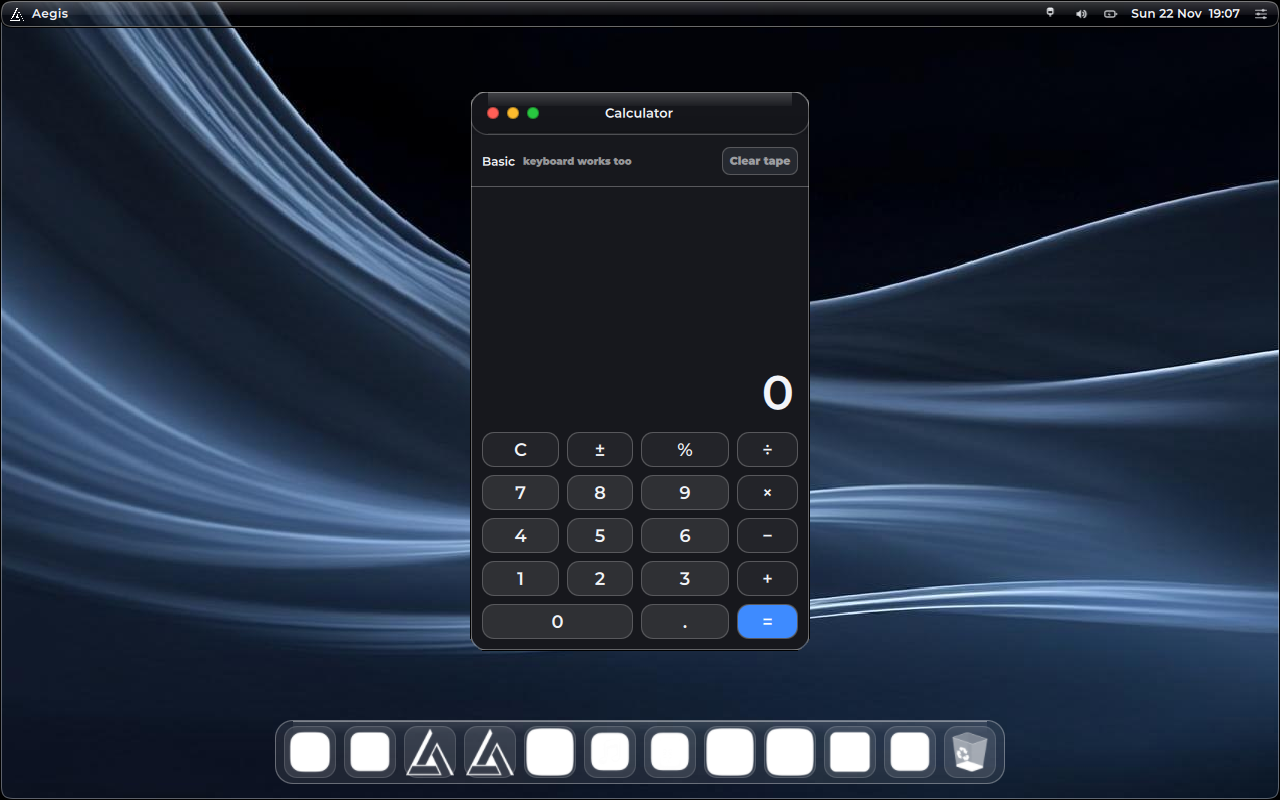 Aegis
Sun 22 Nov 19:07
Calculator
Basic keyboard works too Clear tape
0
C ± % ÷
7 8 9 ×
4 5 6 −
1 2 3 +
0 . =